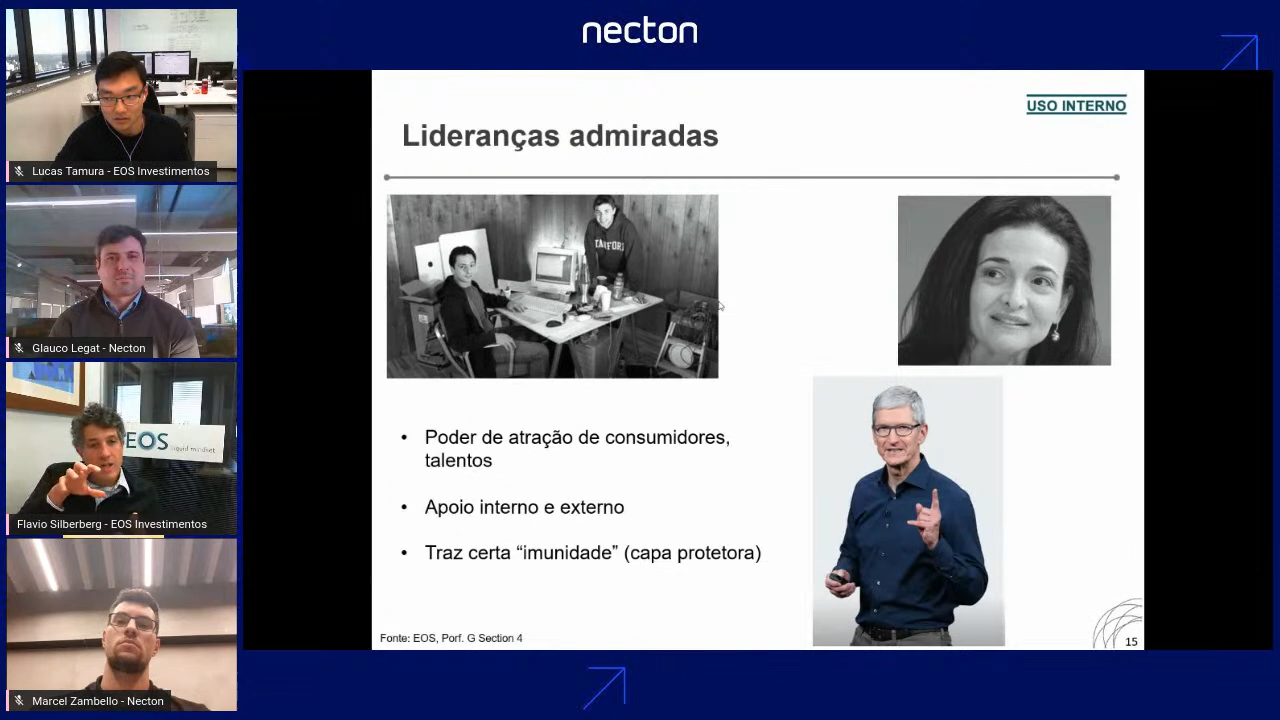 necton
Lucas Tamura - EOS Investimentos
Glauco Legat - Necton
EOS
liquid mindset
Flavio Silberberg - EOS Investimentos
Marcel Zambello - Necton
USO INTERNO
Lideranças admiradas
• Poder de atração de consumidores,
talentos
• Apoio interno e externo
• Traz certa “imunidade” (capa protetora)
Fonte: EOS, Porf. G Section 4
15